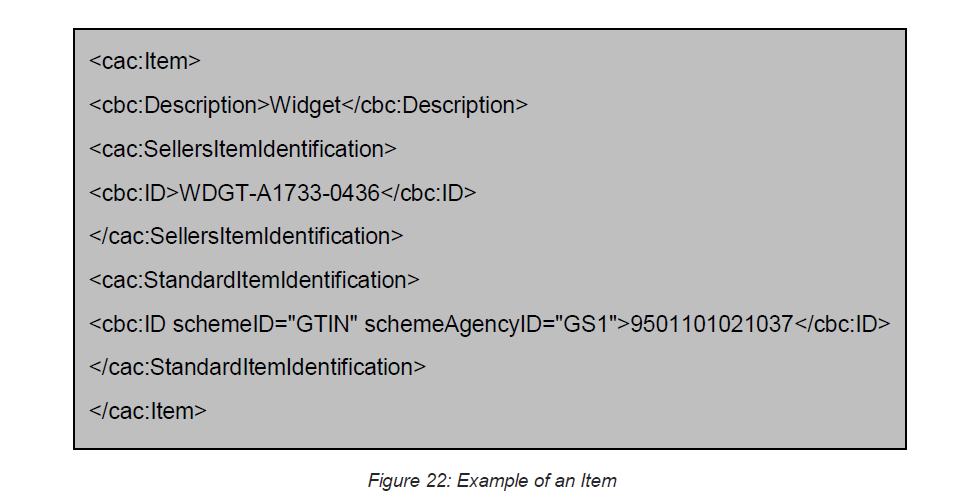 <cac:Item>
<cbc:Description>Widget</cbc:Description>
<cac:SellersItemIdentification>
<cbc:ID>WDGT-A1733-0436</cbc:ID>
</cac:SellersItemIdentification>
<cac:StandardItemIdentification>
<cbc:ID schemeID="GTIN" schemeAgencyID="GS1">9501101021037</cbc:ID>
</cac:StandardItemIdentification>
</cac:Item>
Figure 22: Example of an Item